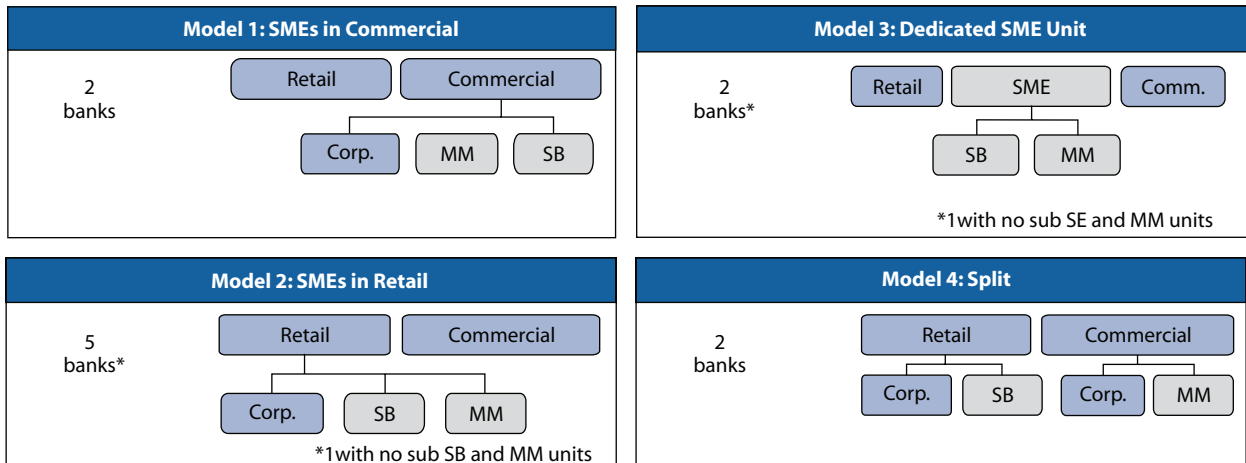 Model 1: SMEs in Commercial
2
banks
Retail
Commercial
Corp.
MM
SB
Model 3: Dedicated SME Unit
2
banks*
Retail
SME
Comm.
SB
MM
*1with no sub SE and MM units
Model 2: SMEs in Retail
5
banks*
Retail
Commercial
Corp.
SB
MM
*1with no sub SB and MM units
Model 4: Split
2
banks
Retail
Commercial
Corp.
SB
Corp.
MM